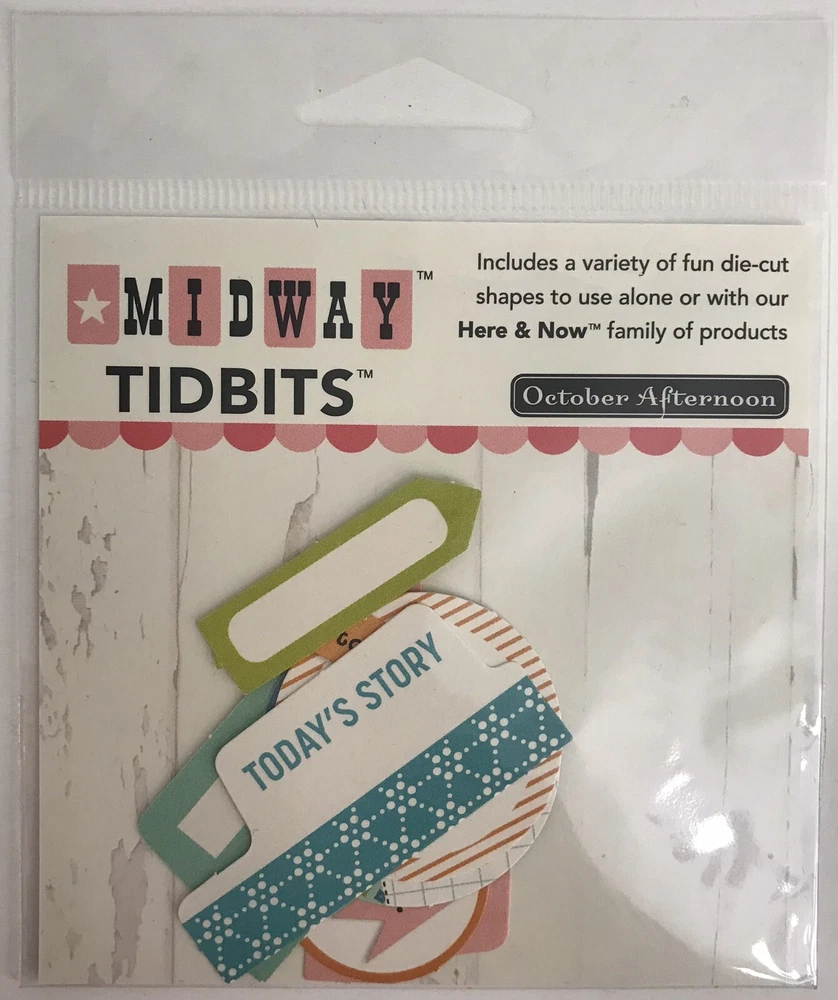 MIDWAY™
TIDBITS™
Includes a variety of fun die-cut
shapes to use alone or with our
Here & Now™ family of products
October Afternoon
TODAY'S STORY